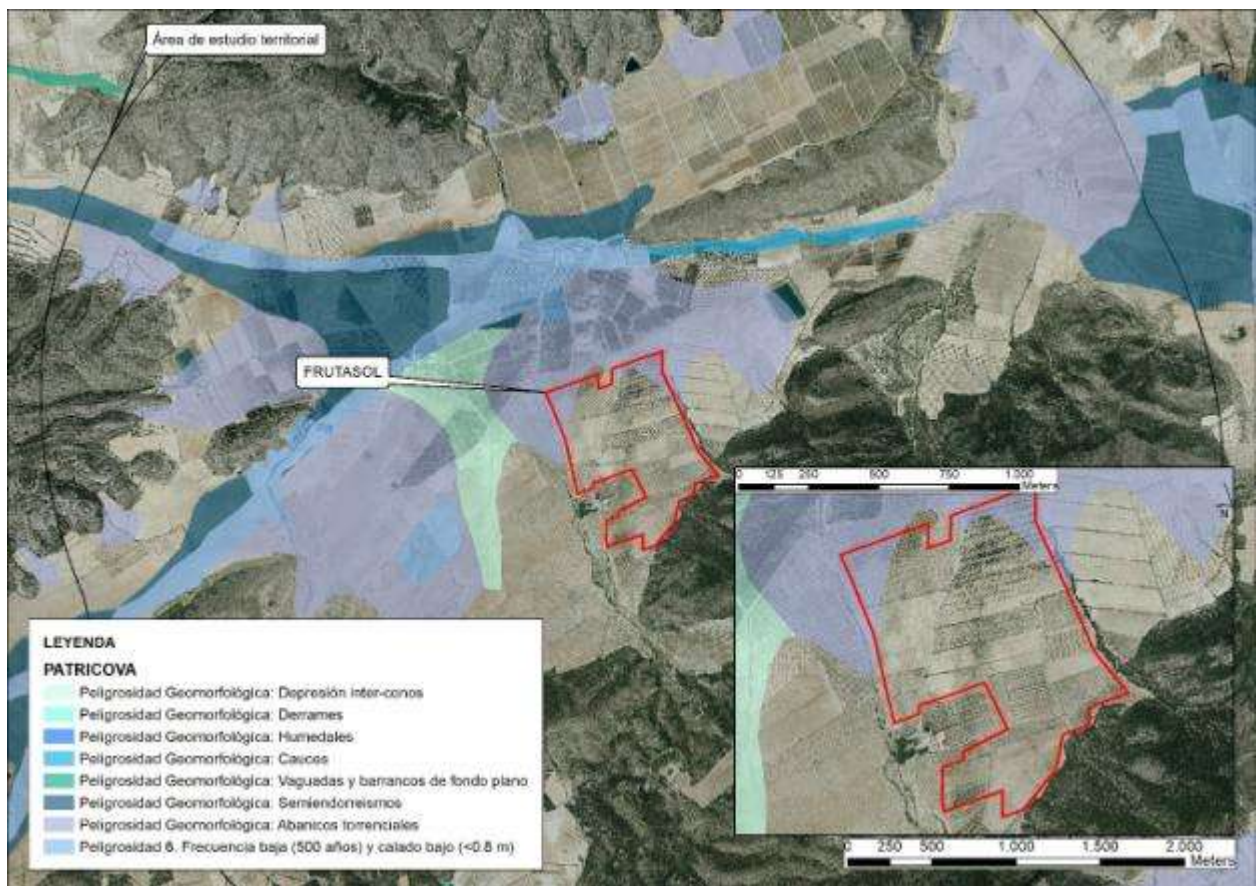 Área de estudio territorial
FRUTASOL
0 125 250 500 750 1.000
Meters
N
LEYENDA
PATRICOVA
Peligrosidad Geomorfológica: Depresión inter-conos
Peligrosidad Geomorfológica: Derrames
Peligrosidad Geomorfológica: Humedales
Peligrosidad Geomorfológica: Cauces
Peligrosidad Geomorfológica: Vaguadas y barrancos de fondo plano
Peligrosidad Geomorfológica: Semiendorreismos
Peligrosidad Geomorfológica: Abanicos torrenciales
Peligrosidad 6. Frecuencia baja (500 años) y calado bajo (<0.8 m)
0 250 500 1.000 1.500 2.000
Meters